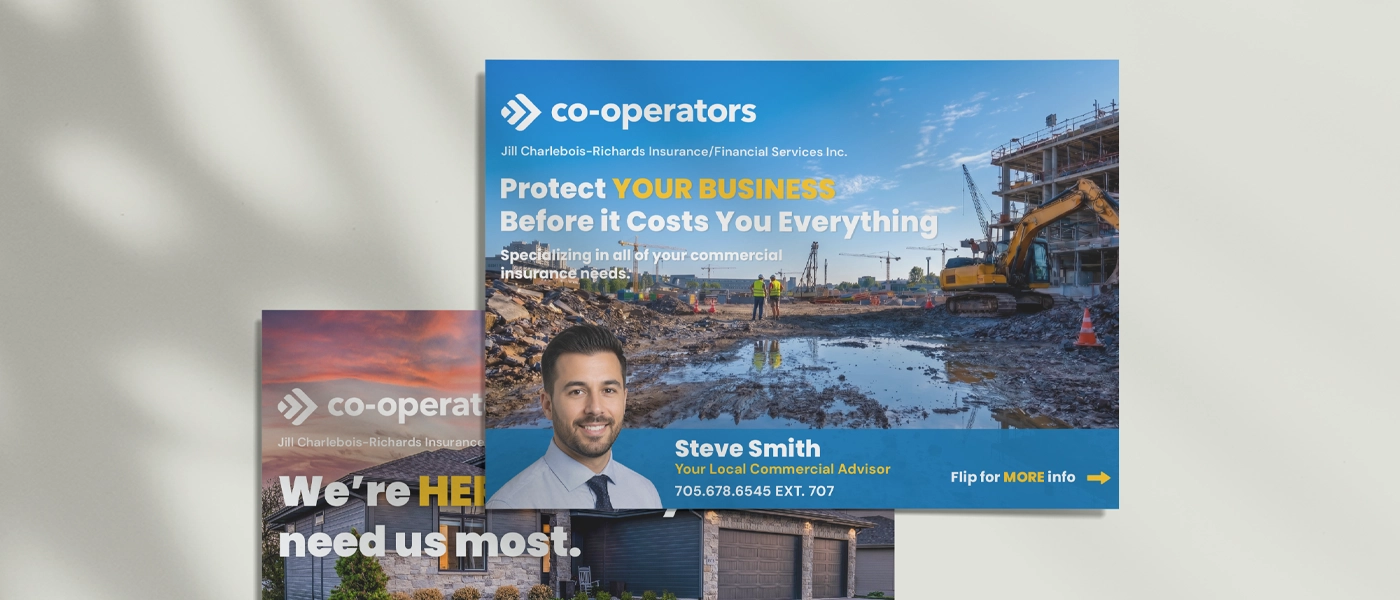 co-operators
Jill Charlebois-Richards Insurance/Financial Services Inc.
Protect YOUR BUSINESS
Before it Costs You Everything
Specializing in all of your commercial
insurance needs.
Steve Smith
Your Local Commercial Advisor
705.678.6545 EXT. 707
Flip for MORE info
co-operat
Jill Charlebois-Richards Insurance
We're
need us most.